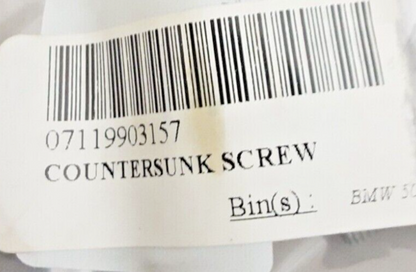 07119903157
COUNTERSUNK SCREW
Bin(s) : BMW